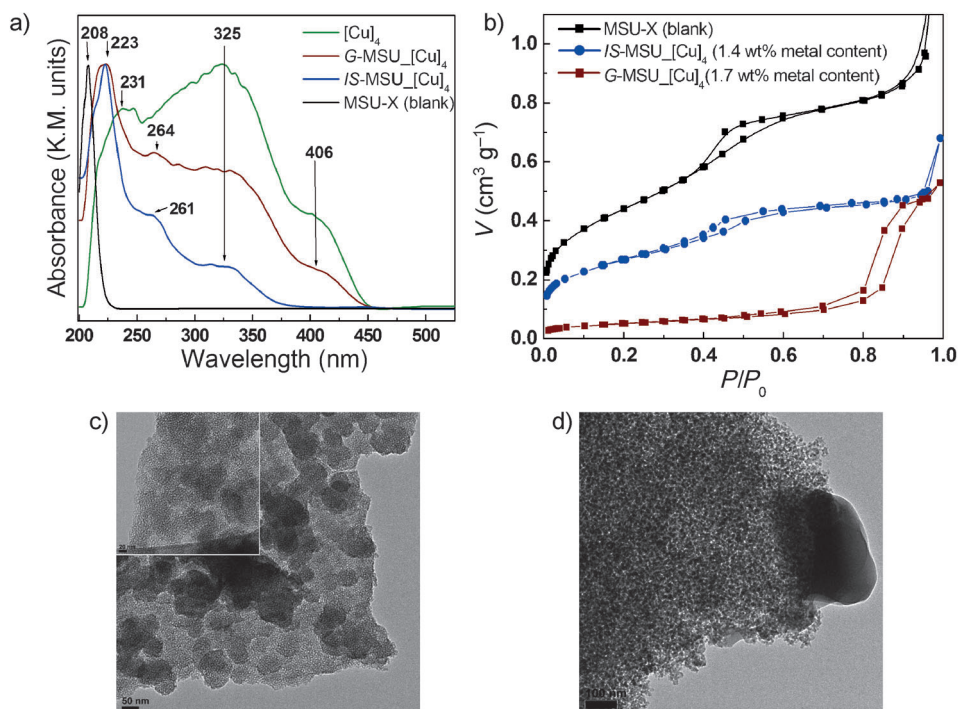 a)
208
223
231
264
261
325
406
[Cu]4
G-MSU_[Cu]4
IS-MSU_[Cu]4
MSU-X (blank)
Absorbance (K.M. units)
200 250 300 350 400 450 500
Wavelength (nm)
b)
MSU-X (blank)
IS-MSU_[Cu]4 (1.4 wt% metal content)
G-MSU_[Cu]4(1.7 wt% metal content)
V (cm³ g⁻¹)
1.0
0.8
0.6
0.4
0.2
0.0
0.0 0.2 0.4 0.6 0.8 1.0
P/P0
c)
50 nm
d)
100 nm